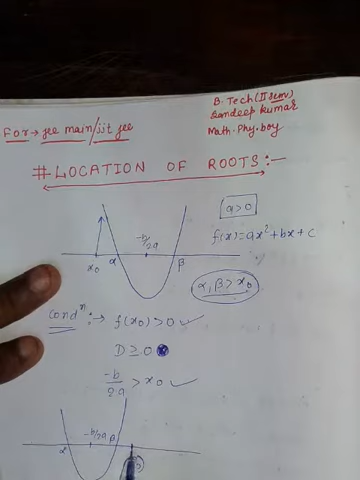 B.Tech (II sem)
Sandeep kumar
Math.Phy.boy
For → jee main/iit jee
# LOCATION OF ROOTS :-
a>0
f(x)=ax²+bx+c
-b/2a
x₀ α β
α, β > x₀
Condⁿ :→ f(x₀) > 0 ✓
D ≥ 0
-b/2a > x₀ ✓
α -b/2a β